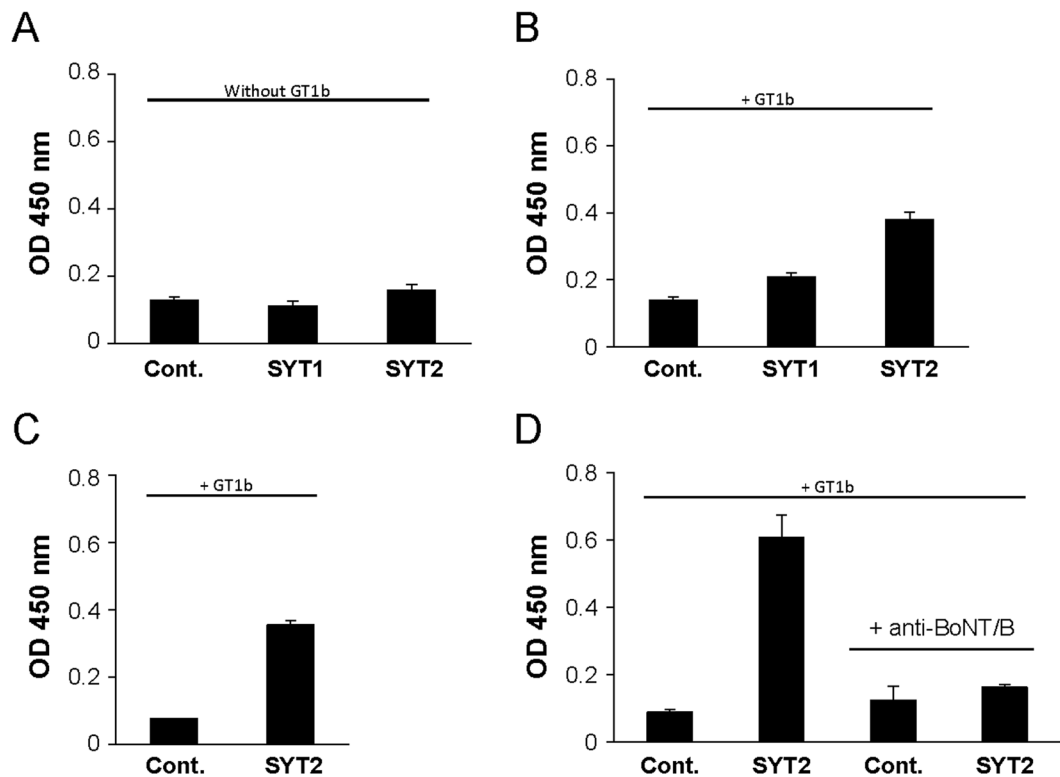 A
0.8
Without GT1b
0.6
0.4
0.2
0
OD 450 nm
Cont. SYT1 SYT2
B
0.8
+ GT1b
0.6
0.4
0.2
0
OD 450 nm
Cont. SYT1 SYT2
C
0.8
+ GT1b
0.6
0.4
0.2
0
OD 450 nm
Cont. SYT2
D
0.8
+ GT1b
0.6
0.4
+ anti-BoNT/B
0.2
0
OD 450 nm
Cont. SYT2 Cont. SYT2